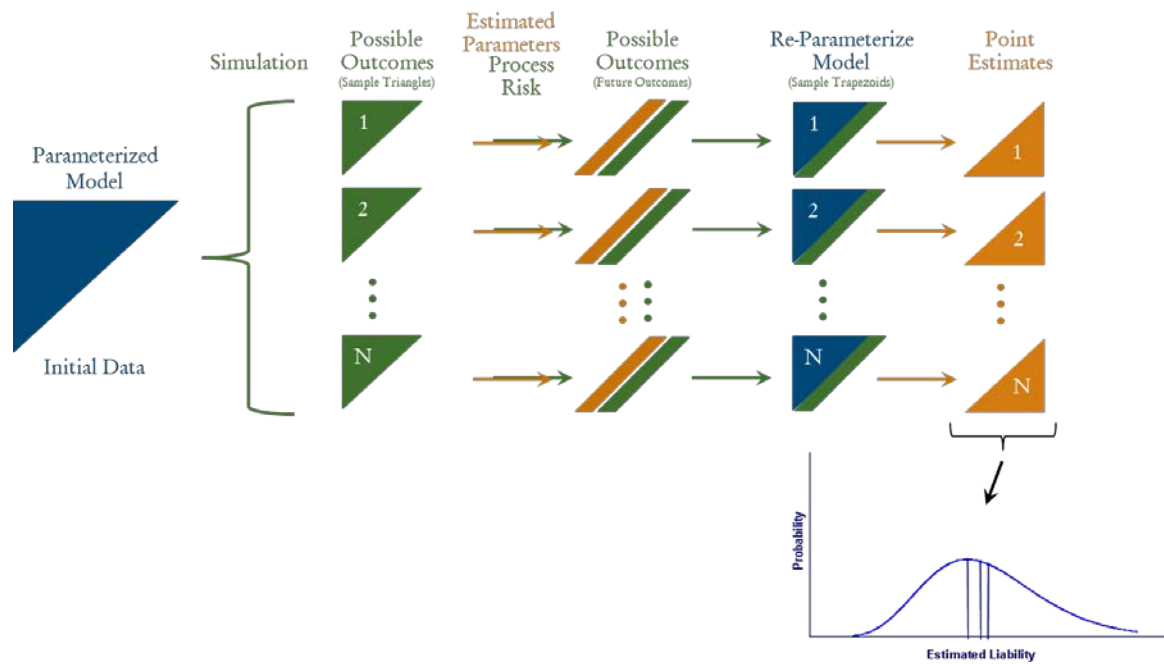 Parameterized
Model
Initial Data
Simulation
Possible
Outcomes
(Sample Triangles)
1
2
N
Estimated
Parameters
Process
Risk
Possible
Outcomes
(Future Outcomes)
Re-Parameterize
Model
(Sample Trapezoids)
1
2
N
Point
Estimates
1
2
N
Probability
Estimated Liability